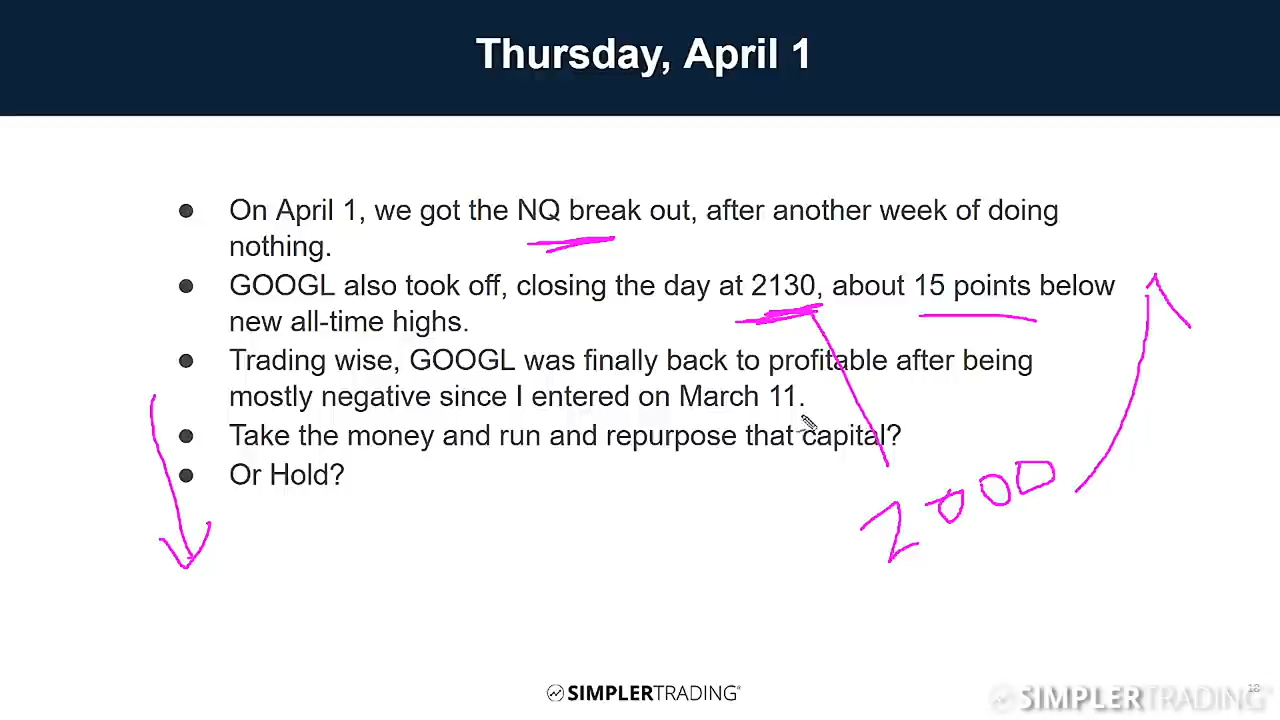 Thursday, April 1
● On April 1, we got the NQ break out, after another week of doing
nothing.
● GOOGL also took off, closing the day at 2130, about 15 points below
new all-time highs.
● Trading wise, GOOGL was finally back to profitable after being
mostly negative since I entered on March 11.
● Take the money and run and repurpose that capital?
● Or Hold?
2000
SIMPLERTRADING®
18
SIMPLERTRADING®